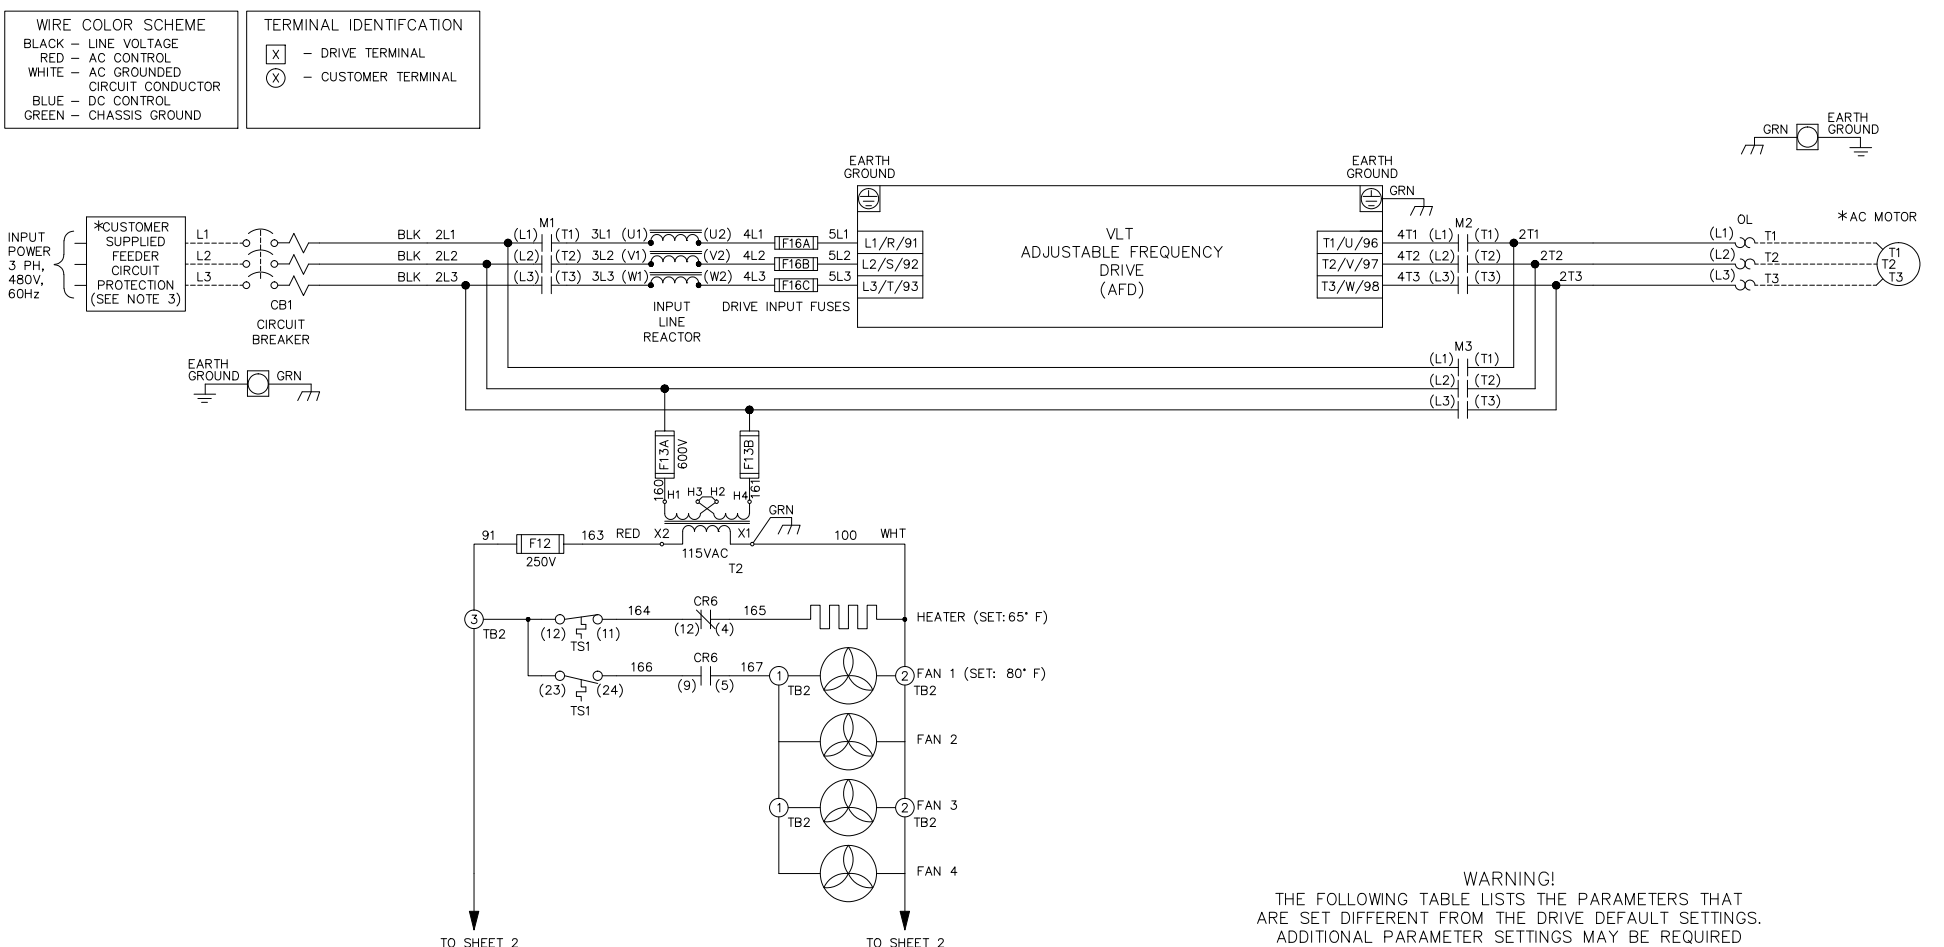 WIRE COLOR SCHEME
BLACK – LINE VOLTAGE
RED – AC CONTROL
WHITE – AC GROUNDED
CIRCUIT CONDUCTOR
BLUE – DC CONTROL
GREEN – CHASSIS GROUND
TERMINAL IDENTIFCATION
X – DRIVE TERMINAL
X – CUSTOMER TERMINAL
GRN
EARTH
GROUND
INPUT
POWER
3 PH,
480V,
60Hz
*CUSTOMER
SUPPLIED
FEEDER
CIRCUIT
PROTECTION
(SEE NOTE 3)
L1
L2
L3
CB1
CIRCUIT
BREAKER
EARTH
GROUND
GRN
BLK 2L1
BLK 2L2
BLK 2L3
M1
(L1) (T1) 3L1 (U1) (U2) 4L1 F16A 5L1
(L2) (T2) 3L2 (V1) (V2) 4L2 F16B 5L2
(L3) (T3) 3L3 (W1) (W2) 4L3 F16C 5L3
INPUT
LINE
REACTOR
DRIVE INPUT FUSES
EARTH
GROUND
L1/R/91
L2/S/92
L3/T/93
VLT
ADJUSTABLE FREQUENCY
DRIVE
(AFD)
EARTH
GROUND
GRN
T1/U/96
T2/V/97
T3/W/98
M2
4T1 (L1) (T1) 2T1
4T2 (L2) (T2) 2T2
4T3 (L3) (T3) 2T3
OL
(L1) T1
(L2) T2
(L3) T3
*AC MOTOR
T1
T2
T3
M3
(L1) (T1)
(L2) (T2)
(L3) (T3)
F13A
600V
F13B
160
H1 H3 H2 H4
161
GRN
91 F12 163 RED X2 X1 100 WHT
250V
115VAC
T2
3
TB2
(12) (11)
TS1
164
CR6
(12) (4)
165
HEATER (SET:65° F)
(23) (24)
TS1
166
CR6
(9) (5)
167
1
TB2
2
TB2
FAN 1 (SET: 80° F)
FAN 2
1
TB2
2
TB2
FAN 3
FAN 4
TO SHEET 2
TO SHEET 2
WARNING!
THE FOLLOWING TABLE LISTS THE PARAMETERS THAT
ARE SET DIFFERENT FROM THE DRIVE DEFAULT SETTINGS.
ADDITIONAL PARAMETER SETTINGS MAY BE REQUIRED